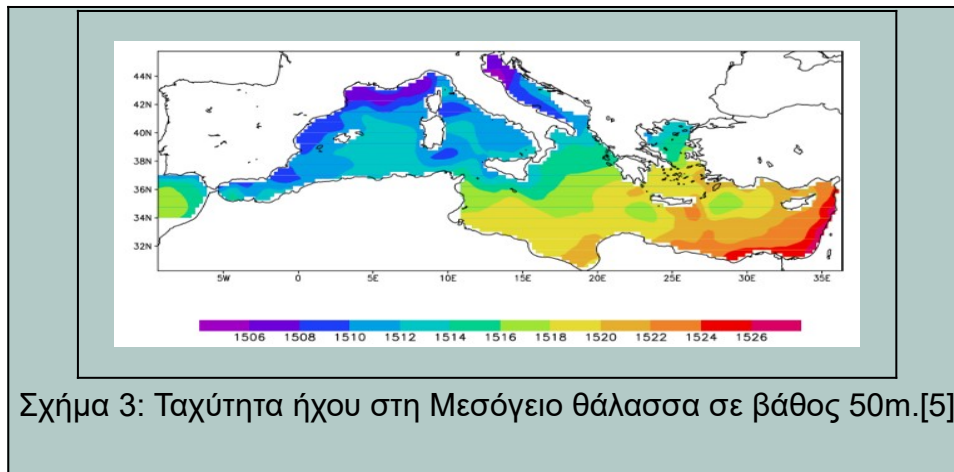 44N
42N
40N
38N
36N
34N
32N
5W 0 5E 10E 15E 20E 25E 30E 35E
1506 1508 1510 1512 1514 1516 1518 1520 1522 1524 1526
Σχήμα 3: Ταχύτητα ήχου στη Μεσόγειο θάλασσα σε βάθος 50m.[5]